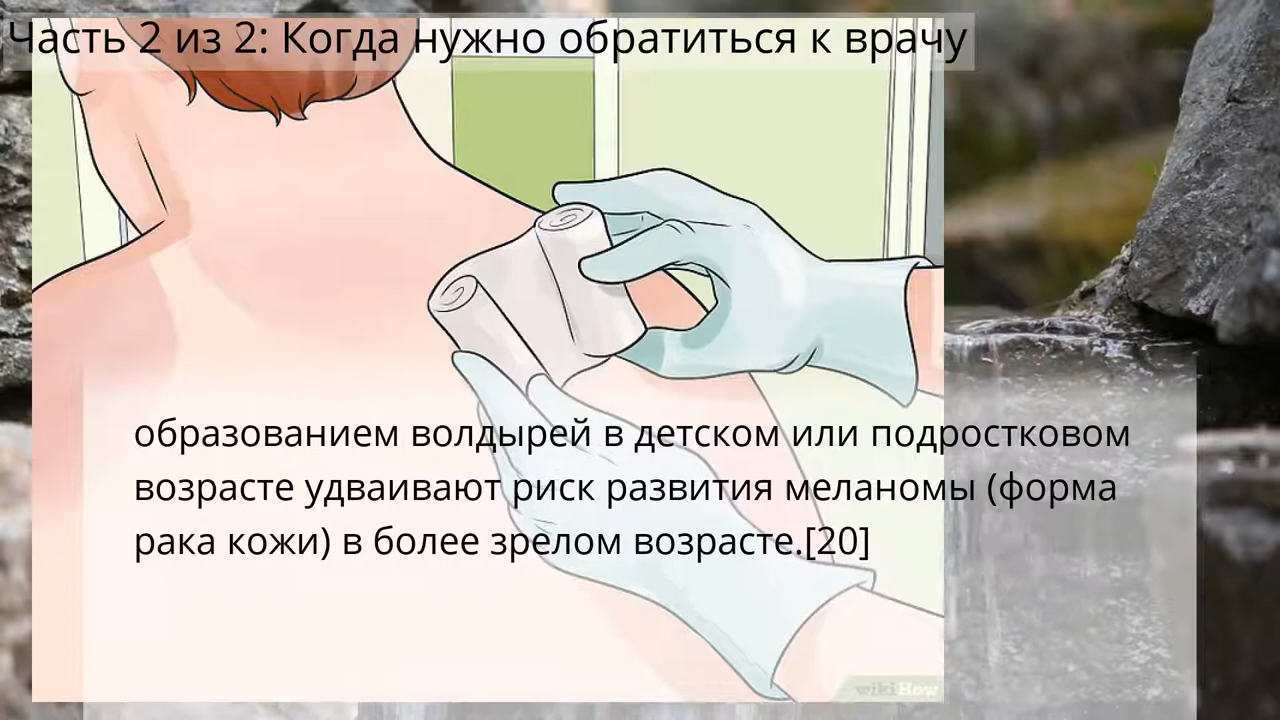 Часть 2 из 2: Когда нужно обратиться к врачу
образованием волдырей в детском или подростковом
возрасте удваивают риск развития меланомы (форма
рака кожи) в более зрелом возрасте.[20]
wikiHow